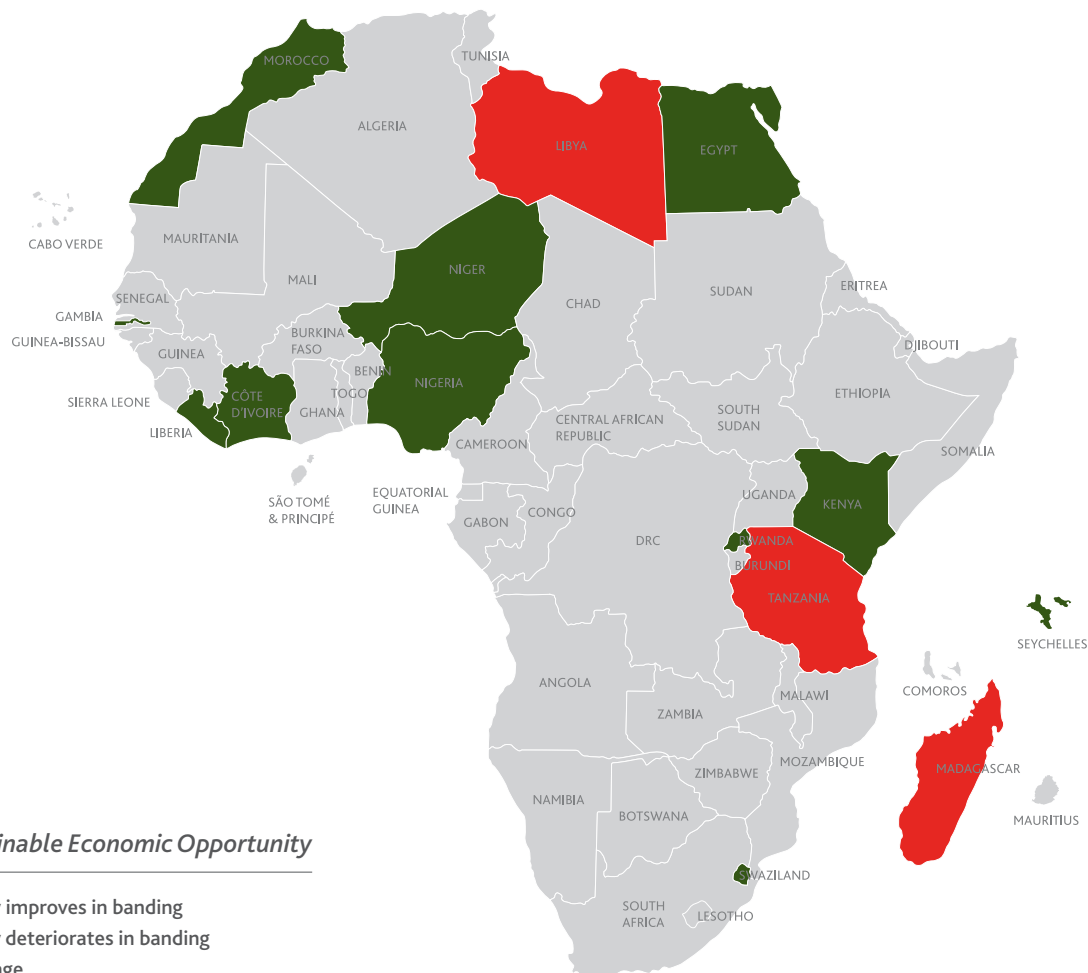 MOROCCO
TUNISIA
ALGERIA
LIBYA
EGYPT
CABO VERDE
MAURITANIA
MALI
NIGER
CHAD
SUDAN
ERITREA
SENEGAL
GAMBIA
GUINEA-BISSAU
GUINEA
BURKINA
FASO
BENIN
NIGERIA
DJIBOUTI
SIERRA LEONE
CÔTE
D'IVOIRE
GHANA
TOGO
LIBERIA
CENTRAL AFRICAN
REPUBLIC
SOUTH
SUDAN
ETHIOPIA
CAMEROON
SOMALIA
SÃO TOMÉ
& PRINCIPÉ
EQUATORIAL
GUINEA
GABON
CONGO
UGANDA
KENYA
DRC
RWANDA
BURUNDI
TANZANIA
SEYCHELLES
ANGOLA
MALAWI
COMOROS
ZAMBIA
MOZAMBIQUE
ZIMBABWE
MADAGASCAR
NAMIBIA
BOTSWANA
MAURITIUS
SWAZILAND
SOUTH
AFRICA
LESOTHO
inable Economic Opportunity
improves in banding
deteriorates in banding